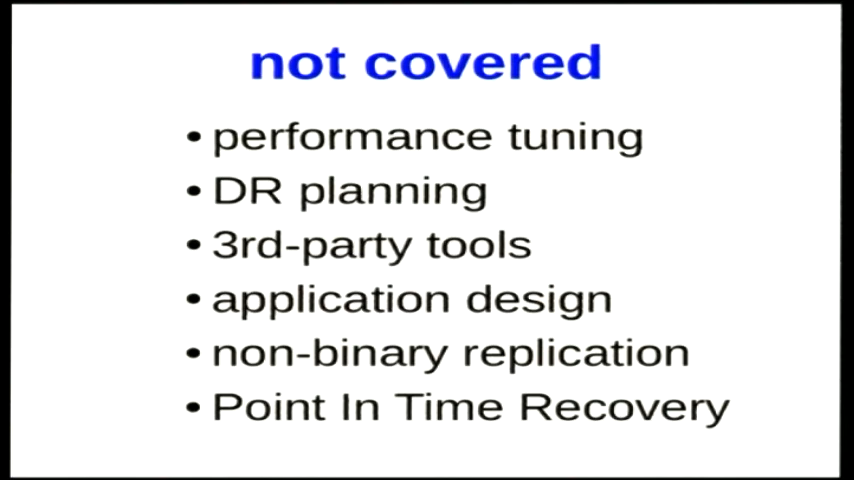 not covered
• performance tuning
• DR planning
• 3rd-party tools
• application design
• non-binary replication
• Point In Time Recovery